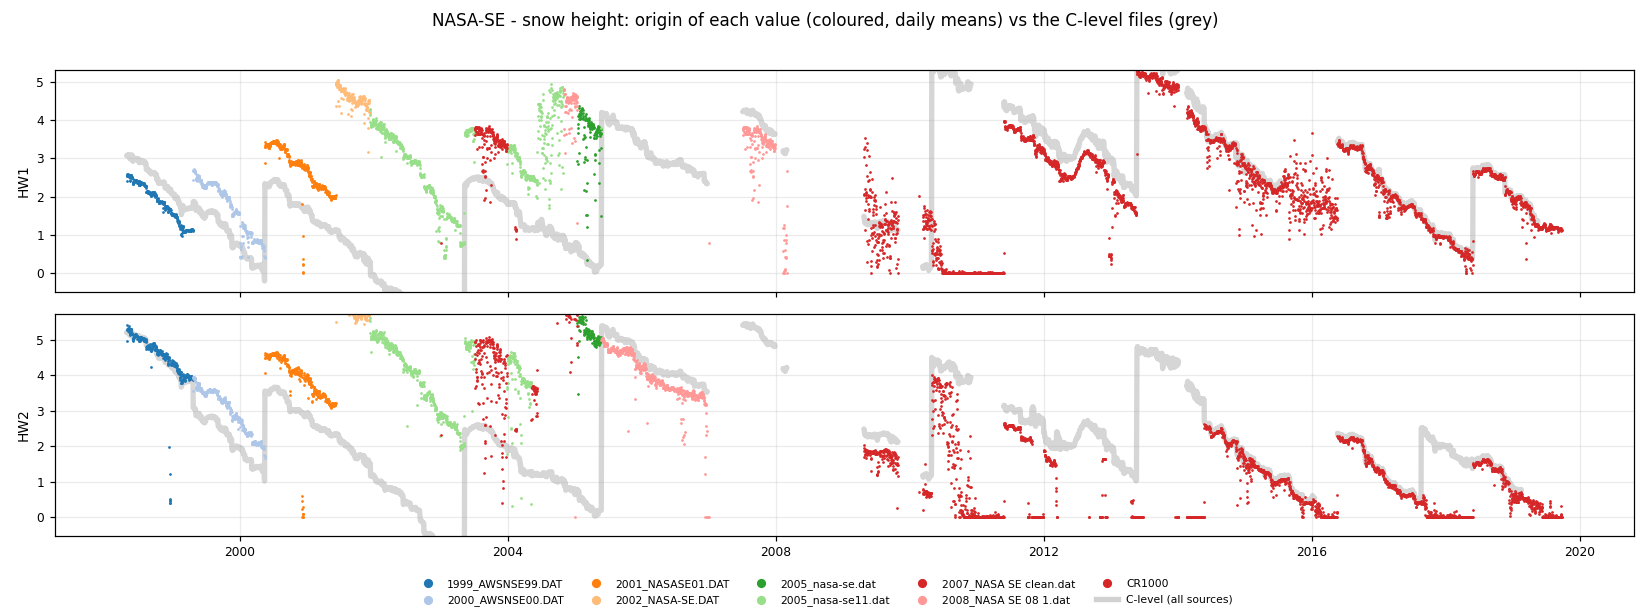 NASA-SE - snow height: origin of each value (coloured, daily means) vs the C-level files (grey)
HW1
5
4
3
2
1
0
HW2
5
4
3
2
1
0
2000 2004 2008 2012 2016 2020
1999_AWSNSE99.DAT 2001_NASASE01.DAT 2005_nasa-se.dat 2007_NASA SE clean.dat CR1000
2000_AWSNSE00.DAT 2002_NASA-SE.DAT 2005_nasa-se11.dat 2008_NASA SE 08 1.dat C-level (all sources)